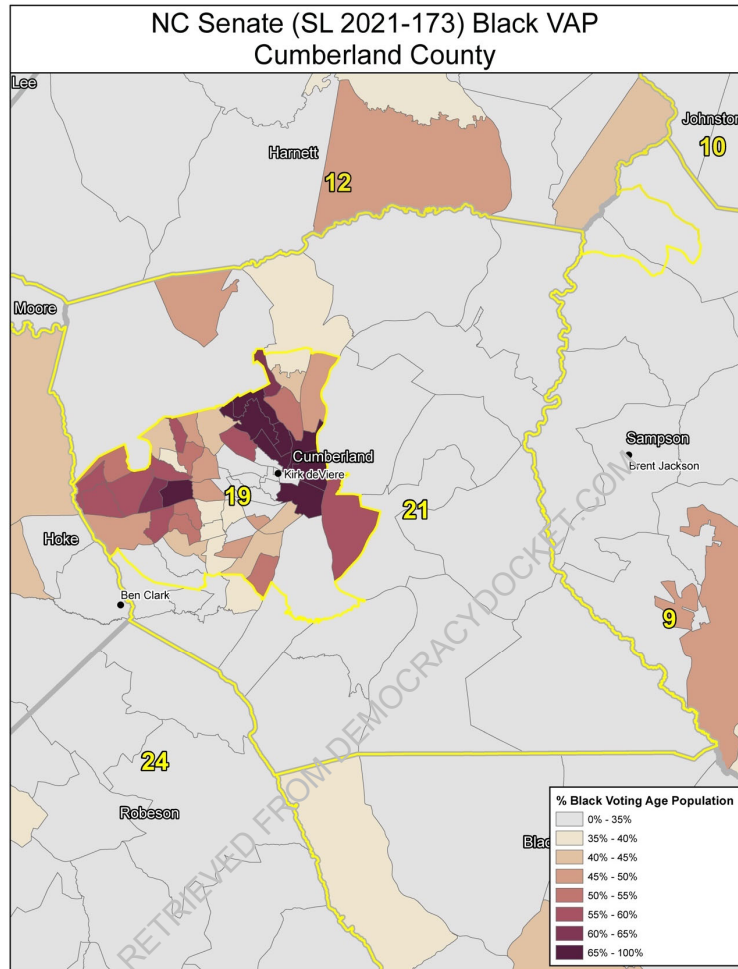 NC Senate (SL 2021-173) Black VAP
Cumberland County
Lee
Johnston
10
Harnett
12
Moore
Sampson
Brent Jackson
Cumberland
Kirk deViere
19
21
Hoke
Ben Clark
9
24
Robeson
Blad
RETRIEVED FROM DEMOCRACYDOCKET.COM
% Black Voting Age Population
0% - 35%
35% - 40%
40% - 45%
45% - 50%
50% - 55%
55% - 60%
60% - 65%
65% - 100%